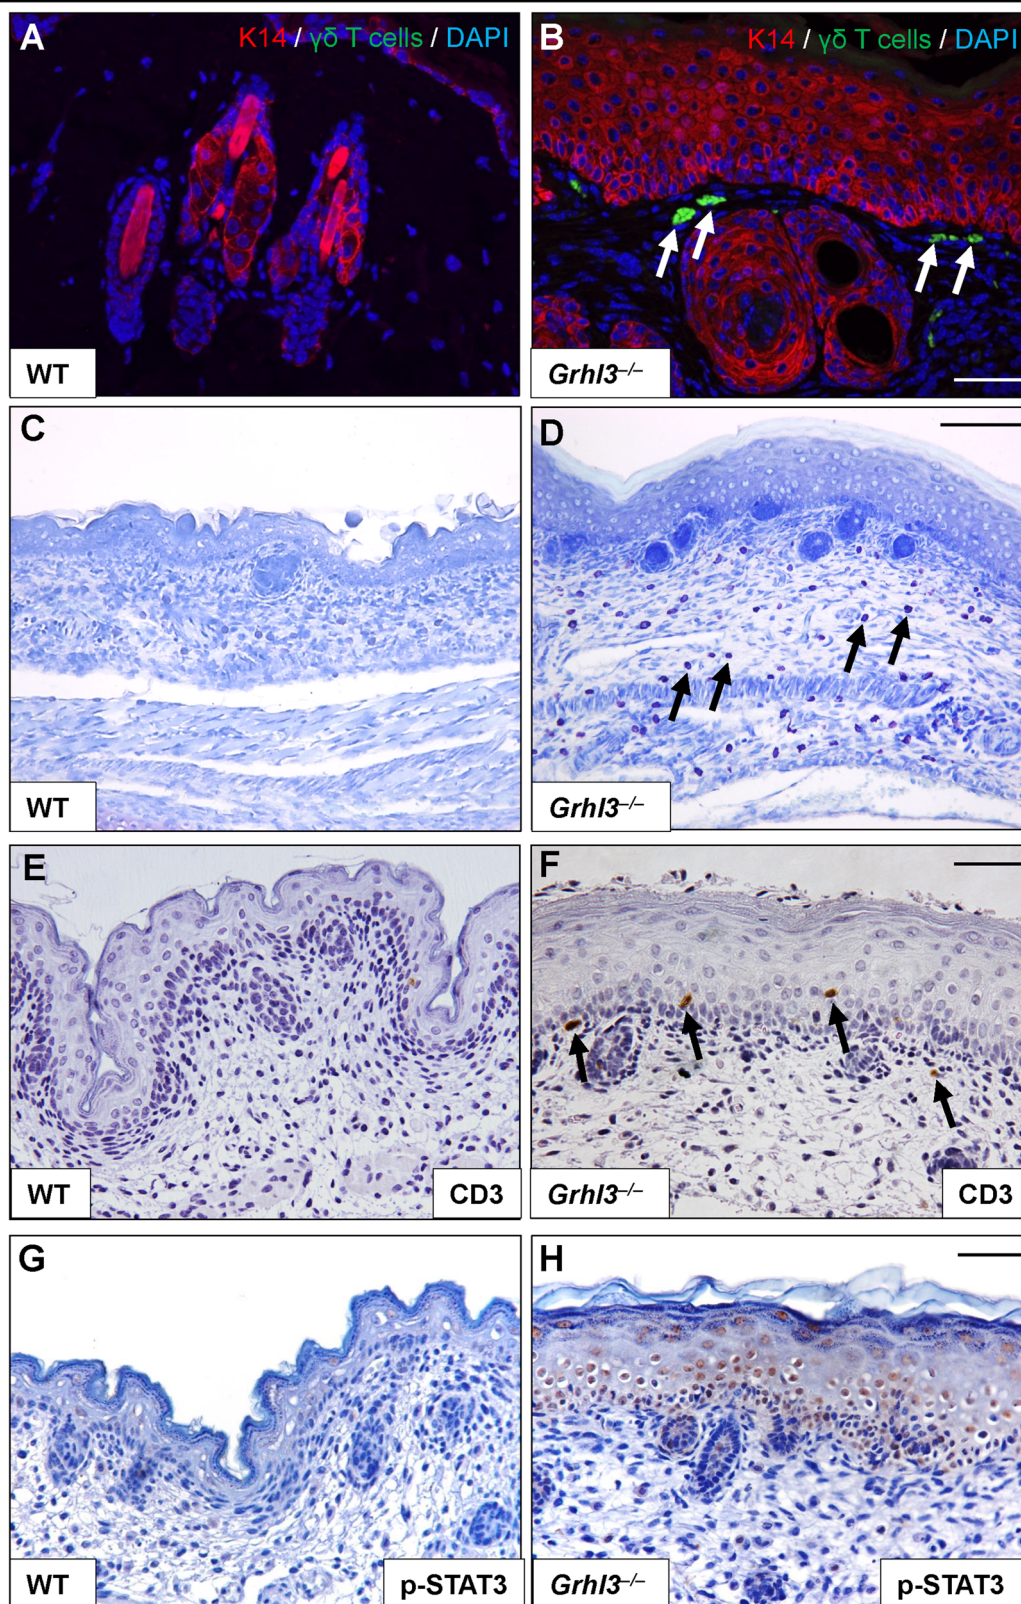 A
K14 / γδ T cells / DAPI
WT
B
K14 / γδ T cells / DAPI
Grhl3–/–
C
WT
D
Grhl3–/–
E
WT
CD3
F
Grhl3–/–
CD3
G
WT
p-STAT3
H
Grhl3–/–
p-STAT3